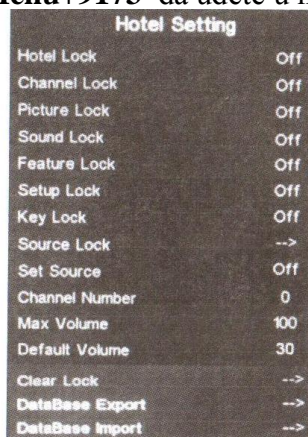 da adete a
Hotel Setting
Hotel Lock Off
Channel Lock Off
Picture Lock Off
Sound Lock Off
Feature Lock Off
Setup Lock Off
Key Lock Off
Source Lock -->
Set Source Off
Channel Number 0
Max Volume 100
Default Volume 30
Clear Lock -->
DataBase Export -->
DataBase Import -->